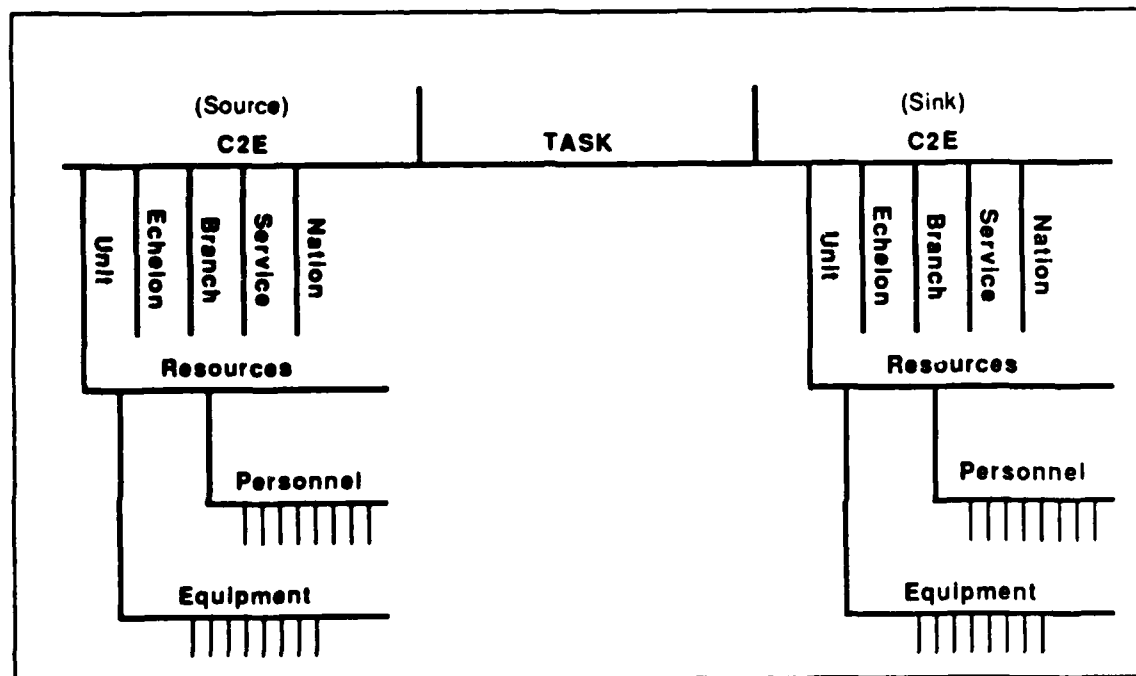 (Source)
C2E
TASK
(Sink)
C2E
Unit
Echelon
Branch
Service
Nation
Resources
Personnel
Equipment
Unit
Echelon
Branch
Service
Nation
Resources
Personnel
Equipment